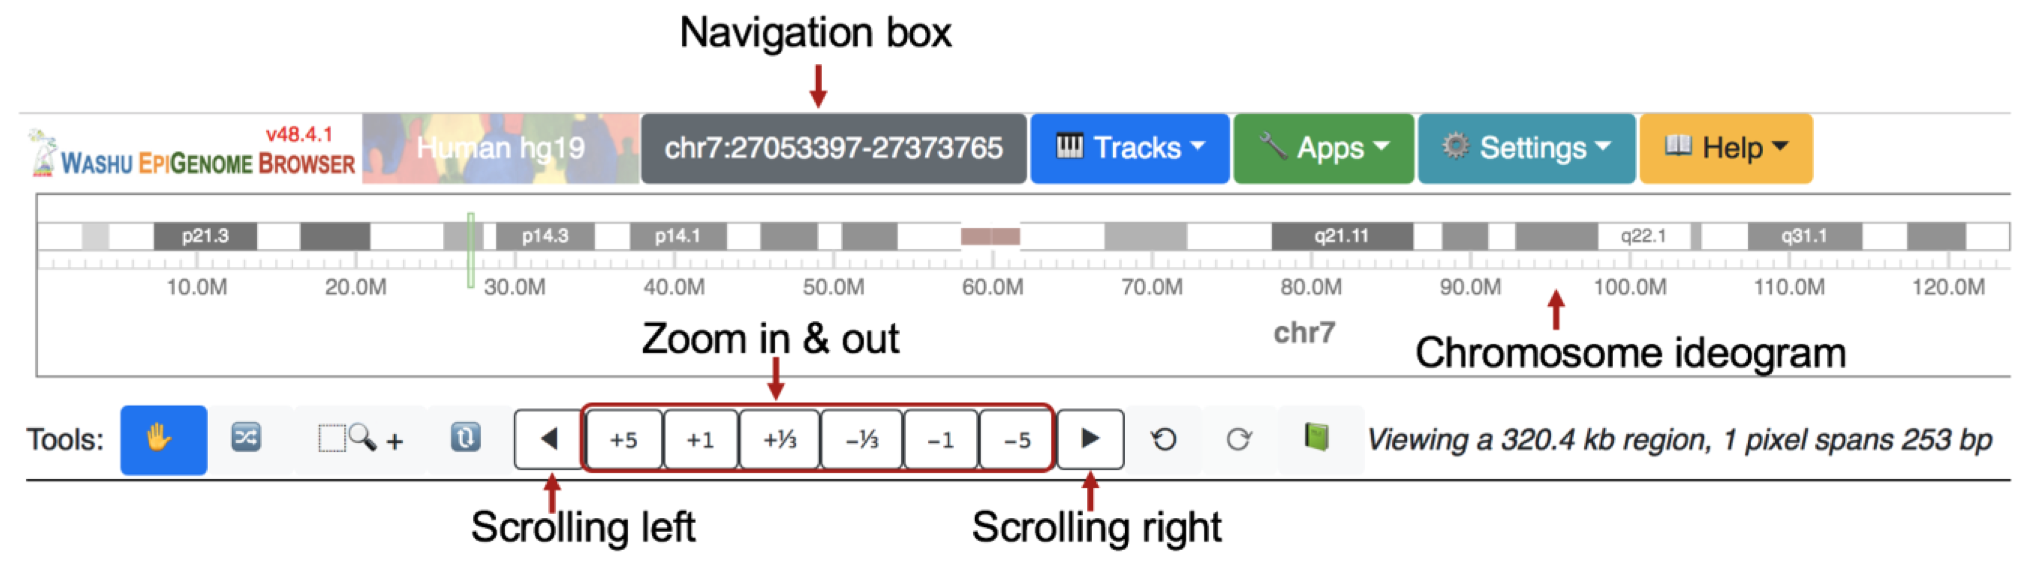 Navigation box
v48.4.1
WASHU EPIGENOME BROWSER
Human hg19
chr7:27053397-27373765
Tracks
Apps
Settings
Help
p21.3 p14.3 p14.1 q21.11 q22.1 q31.1
10.0M 20.0M 30.0M 40.0M 50.0M 60.0M 70.0M 80.0M 90.0M 100.0M 110.0M 120.0M
chr7
Zoom in & out
Chromosome ideogram
Tools: + +5 +1 +⅓ -⅓ -1 -5 Viewing a 320.4 kb region, 1 pixel spans 253 bp
Scrolling left
Scrolling right